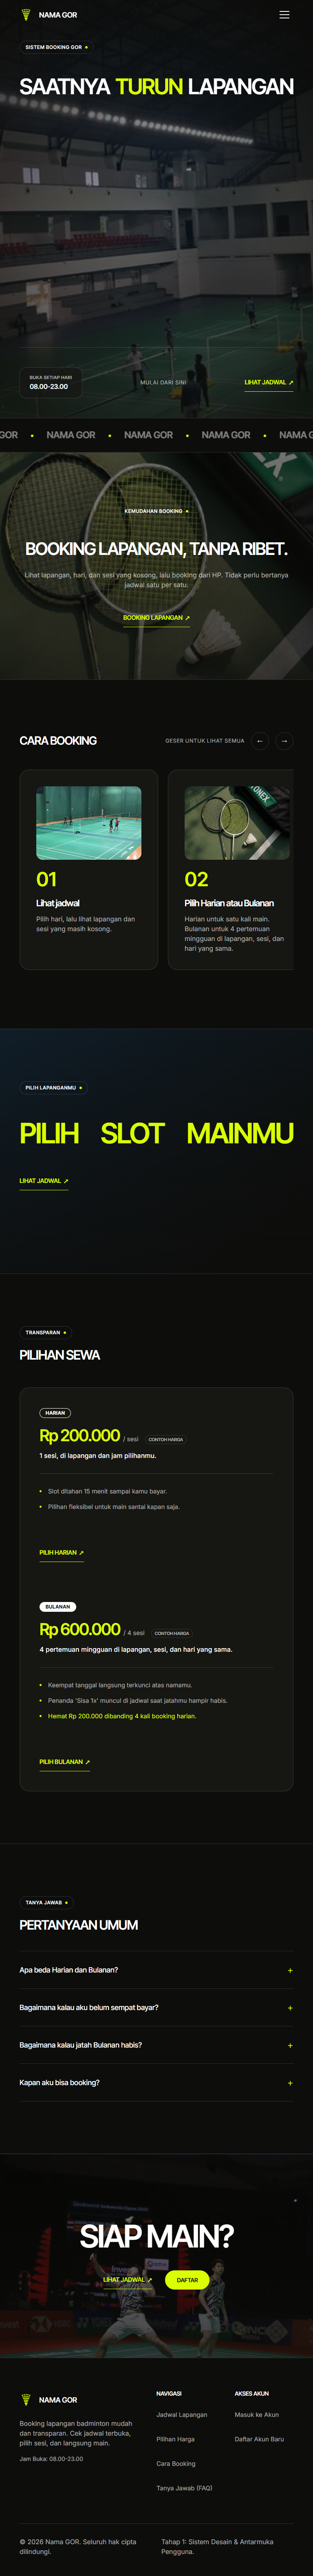 NAMA GOR
SISTEM BOOKING GOR
SAATNYA TURUN LAPANGAN
BUKA SETIAP HARI
08.00-23.00
MULAI DARI SINI
LIHAT JADWAL ↗
GOR • NAMA GOR • NAMA GOR • NAMA GOR • NAMA G
KEMUDAHAN BOOKING
BOOKING LAPANGAN, TANPA RIBET.
Lihat lapangan, hari, dan sesi yang kosong, lalu booking dari HP. Tidak perlu bertanya
jadwal satu per satu.
BOOKING LAPANGAN ↗
CARA BOOKING
GESER UNTUK LIHAT SEMUA
← →
YONEX
01
Lihat jadwal
Pilih hari, lalu lihat lapangan dan
sesi yang masih kosong.
02
Pilih Harian atau Bulanan
Harian untuk satu kali main.
Bulanan untuk 4 pertemuan
mingguan di lapangan, sesi, dan
hari yang sama.
PILIH LAPANGANMU
PILIH SLOT MAINMU
LIHAT JADWAL ↗
TRANSPARAN
PILIHAN SEWA
HARIAN
Rp 200.000 / sesi CONTOH HARGA
1 sesi, di lapangan dan jam pilihanmu.
• Slot ditahan 15 menit sampai kamu bayar.
• Pilihan fleksibel untuk main santai kapan saja.
PILIH HARIAN ↗
BULANAN
Rp 600.000 / 4 sesi CONTOH HARGA
4 pertemuan mingguan di lapangan, sesi, dan hari yang sama.
• Keempat tanggal langsung terkunci atas namamu.
• Penanda 'Sisa 1x' muncul di jadwal saat jatahmu hampir habis.
• Hemat Rp 200.000 dibanding 4 kali booking harian.
PILIH BULANAN ↗
TANYA JAWAB
PERTANYAAN UMUM
Apa beda Harian dan Bulanan? +
Bagaimana kalau aku belum sempat bayar? +
Bagaimana kalau jatah Bulanan habis? +
Kapan aku bisa booking? +
SIAP MAIN?
LIHAT JADWAL ↗
DAFTAR
NAMA GOR
Booking lapangan badminton mudah
dan transparan. Cek jadwal terbuka,
pilih sesi, dan langsung main.
Jam Buka: 08.00-23.00
NAVIGASI
Jadwal Lapangan
Pilihan Harga
Cara Booking
Tanya Jawab (FAQ)
AKSES AKUN
Masuk ke Akun
Daftar Akun Baru
© 2026 Nama GOR. Seluruh hak cipta
dilindungi.
Tahap 1: Sistem Desain & Antarmuka
Pengguna.